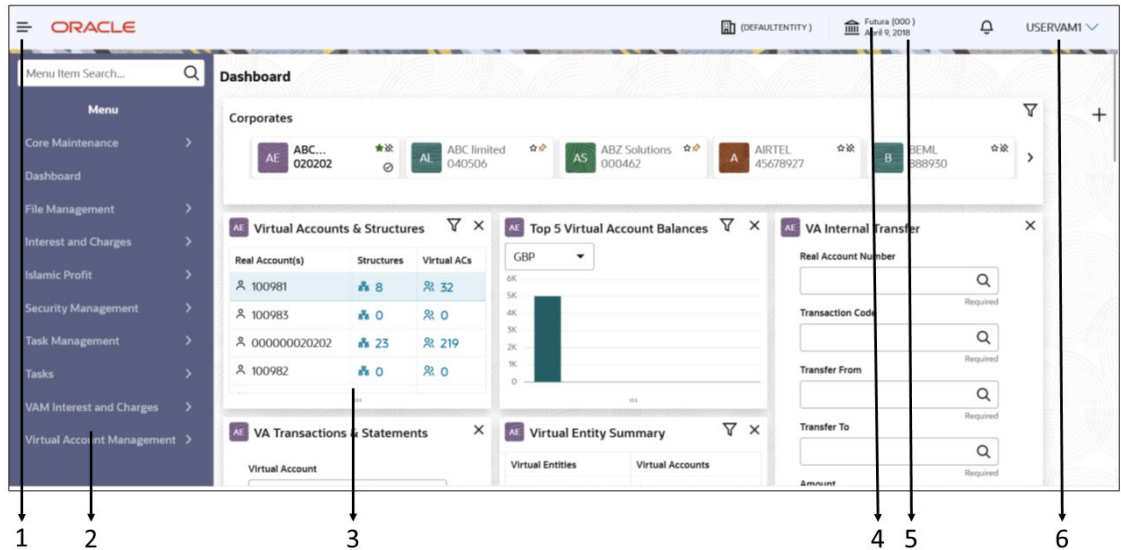 ORACLE
(DEFAULTENTITY )
Futura (000 )
April 9, 2018
USERVAM1
Menu Item Search...
Menu
Core Maintenance
Dashboard
File Management
Interest and Charges
Islamic Profit
Security Management
Task Management
Tasks
VAM Interest and Charges
Virtual Account Management
Dashboard
Corporates
AE ABC...
020202
AL ABC limited
040506
AS ABZ Solutions
000462
A AIRTEL
45678927
B BEML
888930
AE Virtual Accounts & Structures
Real Account(s) Structures Virtual ACs
100981 8 32
100983 0 0
000000020202 23 219
100982 0 0
AE Top 5 Virtual Account Balances
GBP
6K
5K
4K
3K
2K
1K
0
AE VA Internal Transfer
Real Account Number
Required
Transaction Code
Required
Transfer From
Required
Transfer To
Required
Amount
AE VA Transactions & Statements
Virtual Account
AE Virtual Entity Summary
Virtual Entities Virtual Accounts
1 2 3 4 5 6